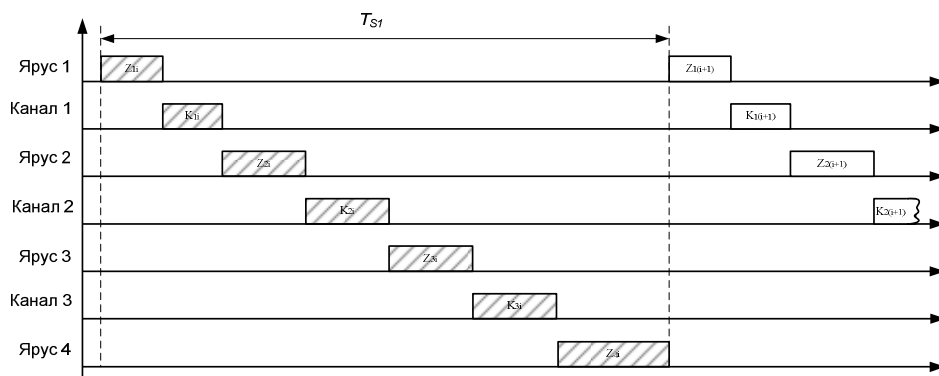 T_S1
Ярус 1
Z1i
Z1(i+1)
Канал 1
K1i
K1(i+1)
Ярус 2
Z2i
Z2(i+1)
Канал 2
K2i
K2(i+1)
Ярус 3
Z3i
Канал 3
K3i
Ярус 4
Z4i